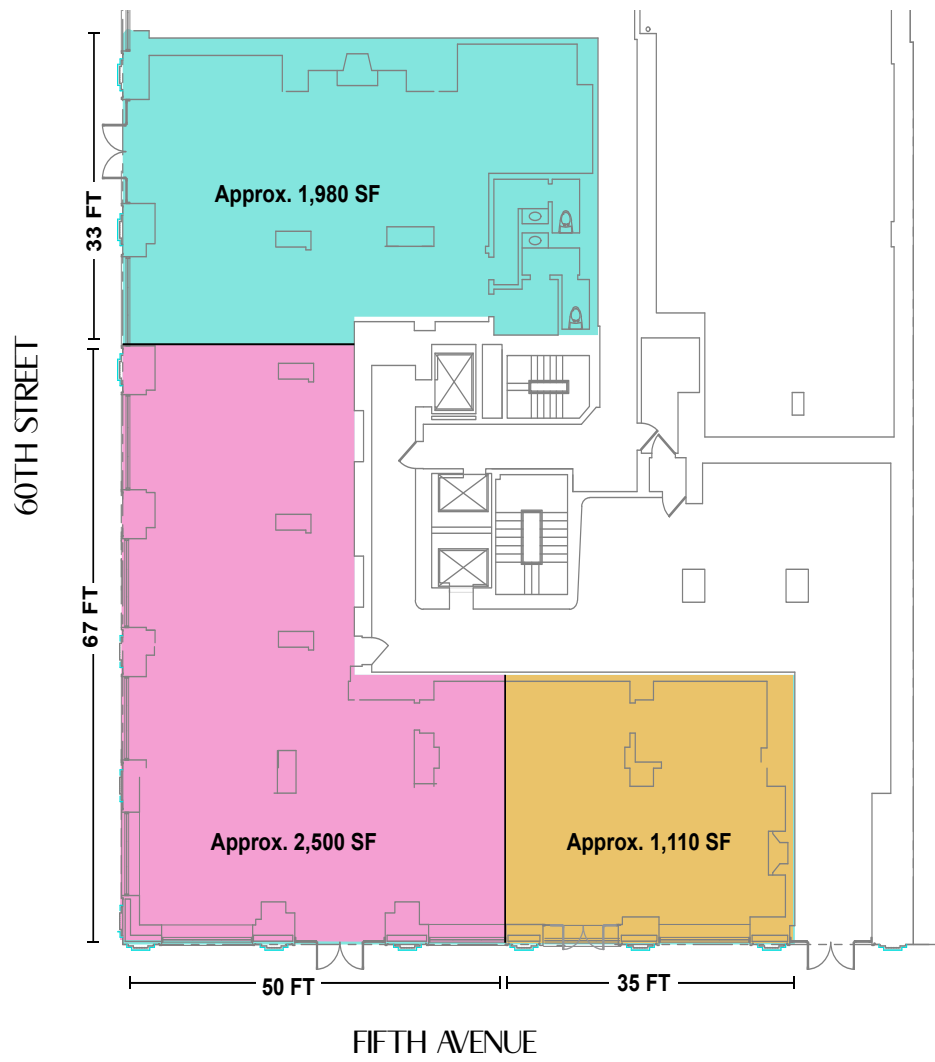 Approx. 1,980 SF
33 FT
60TH STREET
67 FT
Approx. 2,500 SF
Approx. 1,110 SF
50 FT
35 FT
FIFTH AVENUE